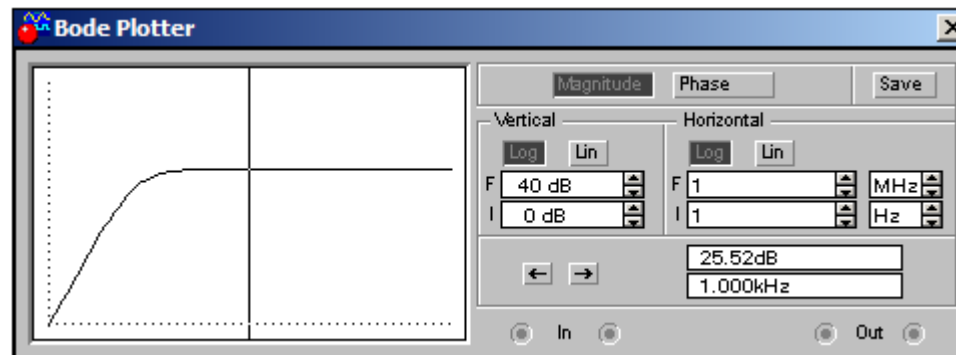 Bode Plotter
Magnitude Phase Save
Vertical Horizontal
Log Lin Log Lin
F 40 dB F 1 MHz
I 0 dB I 1 Hz
25.52dB
1.000kHz
In Out